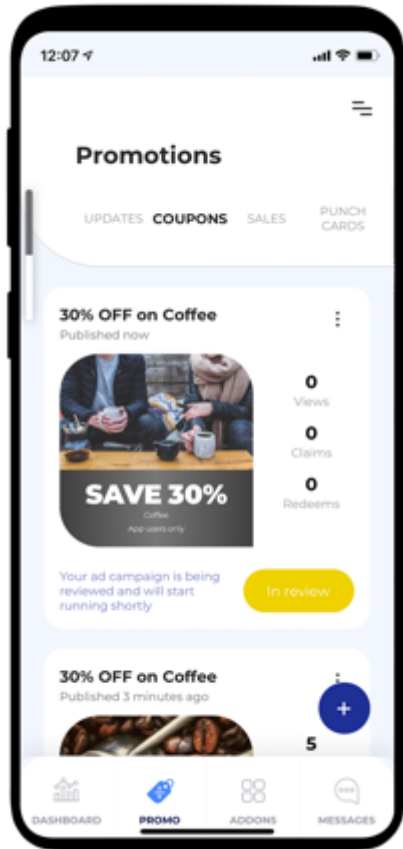 12:07
Promotions
UPDATES COUPONS SALES PUNCH CARDS
30% OFF on Coffee
Published now
0
Views
0
Claims
0
Redeems
SAVE 30%
Coffee
App users only
Your ad campaign is being
reviewed and will start
running shortly
In review
30% OFF on Coffee
Published 3 minutes ago
+
5
DASHBOARD PROMO ADDONS MESSAGES